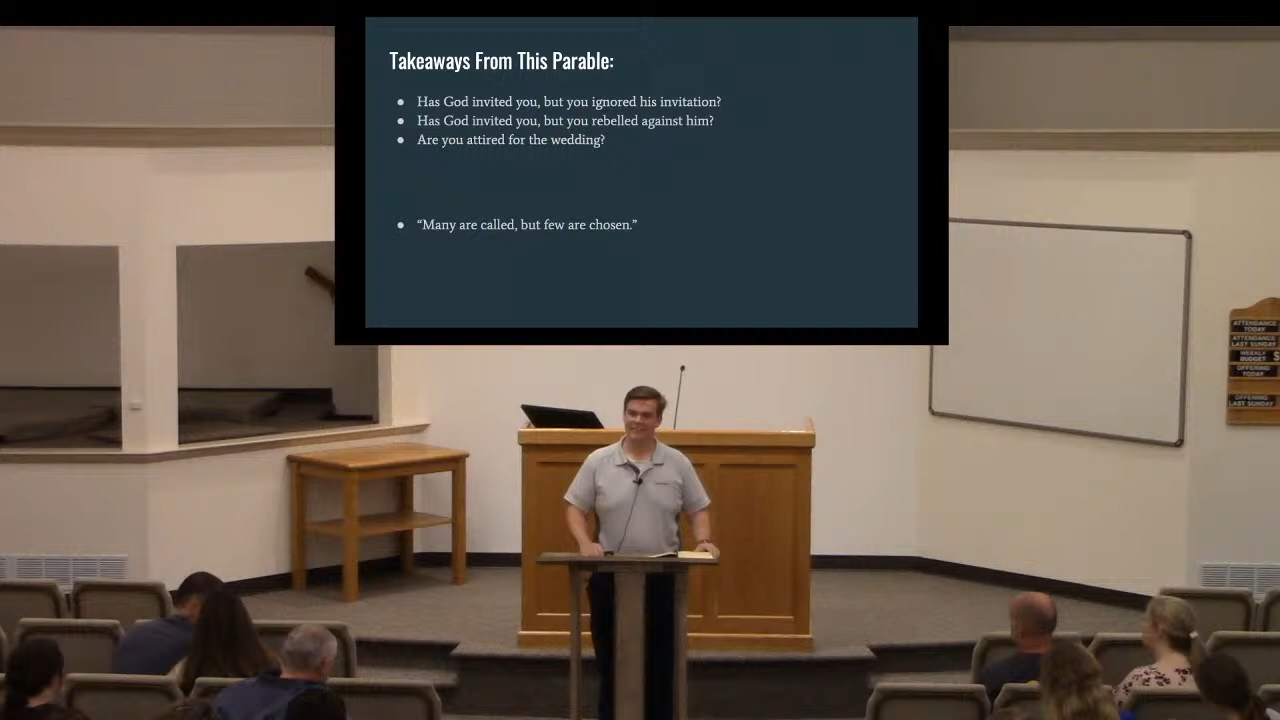 Takeaways From This Parable:
● Has God invited you, but you ignored his invitation?
● Has God invited you, but you rebelled against him?
● Are you attired for the wedding?
● “Many are called, but few are chosen.”
ATTENDANCE
TODAY
ATTENDANCE
LAST SUNDAY
WEEKLY
BUDGET $
OFFERING
TODAY
OFFERING
LAST SUNDAY